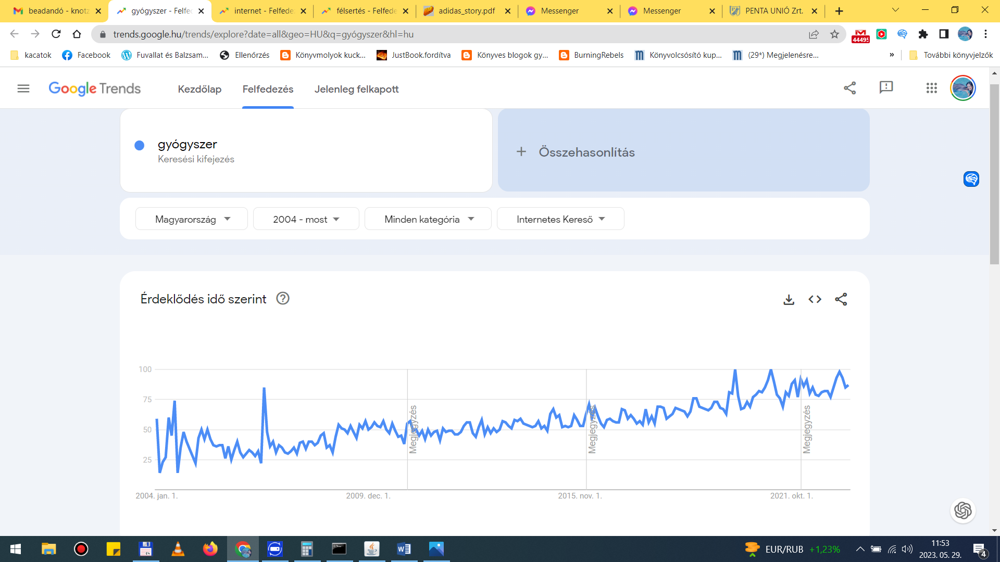 beadandó - knotz
gyógyszer - Felfed
internet - Felfede
félsertés - Felfede
adidas_story.pdf
Messenger
Messenger
PENTA UNIÓ Zrt.
trends.google.hu/trends/explore?date=all&geo=HU&q=gyógyszer&hl=hu
44495
kacatok
Facebook
Fuvallat és Balzsam...
Ellenőrzés
Könyvmolyok kuck...
JustBook.fordítva
Könyves blogok gy...
BurningRebels
Könyvolcsósító kup...
(29*) Megjelenésre...
»
További könyvjelzők
Google Trends
Kezdőlap
Felfedezés
Jelenleg felkapott
gyógyszer
Keresési kifejezés
+ Összehasonlítás
Magyarország
2004 - most
Minden kategória
Internetes Kereső
Érdeklődés idő szerint
100
75
50
25
Megjegyzés
Megjegyzés
Megjegyzés
2004. jan. 1.
2009. dec. 1.
2015. nov. 1.
2021. okt. 1.
EUR/RUB +1,23%
11:53
2023. 05. 29.
4